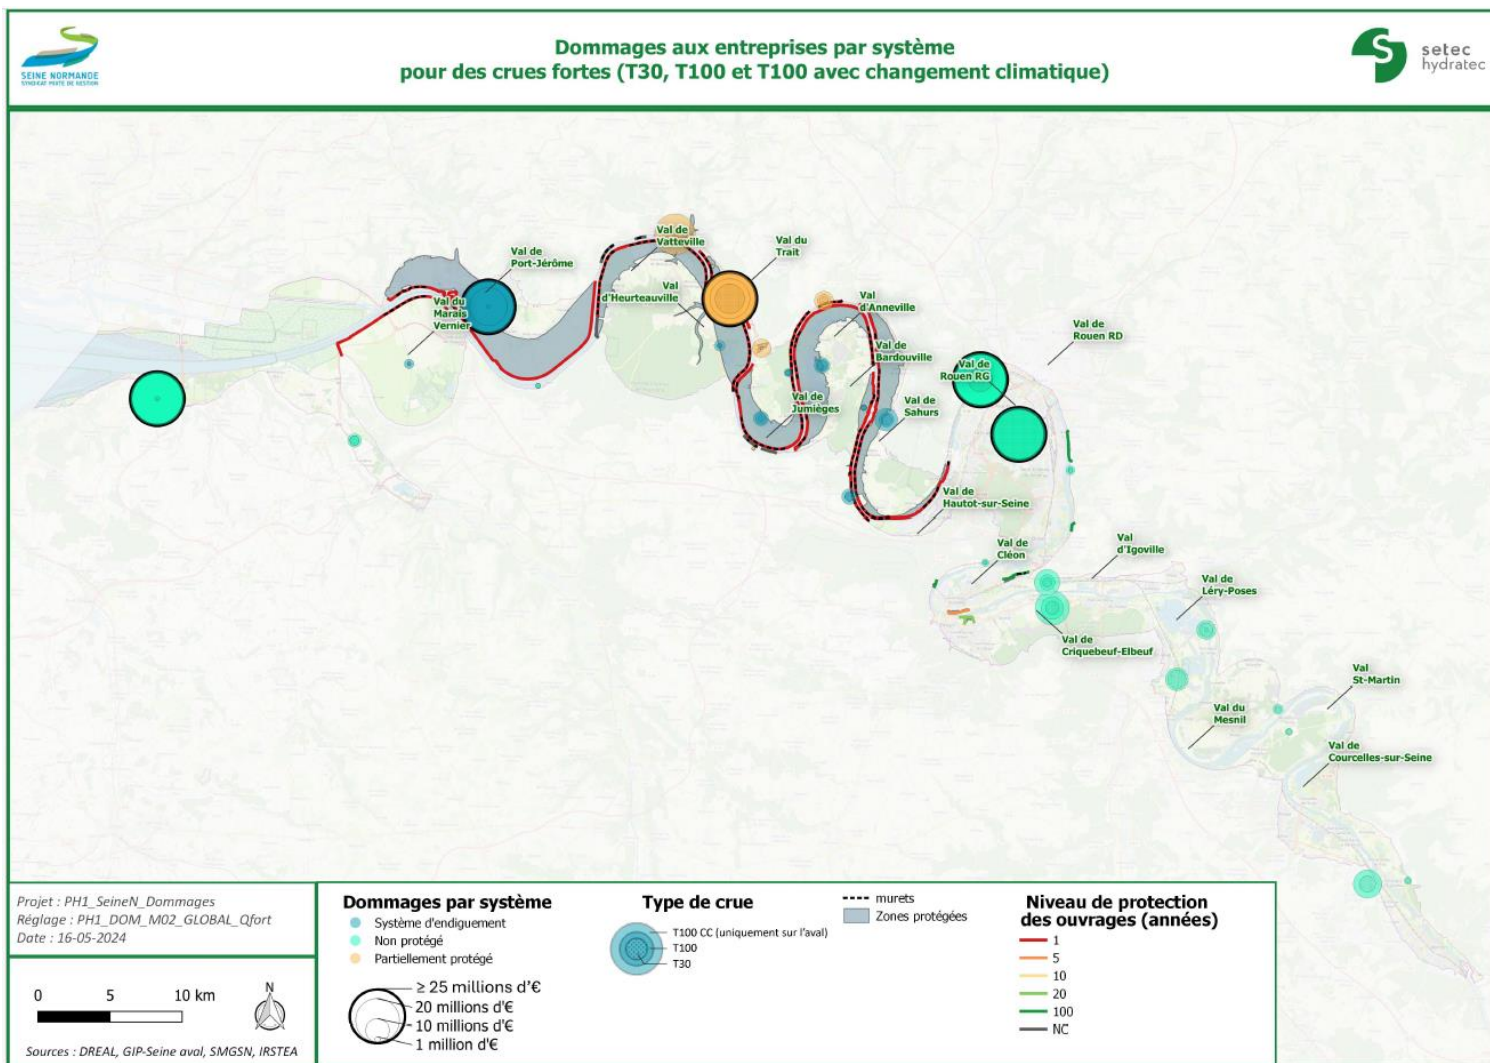 Dommages aux entreprises par système
pour des crues fortes (T30, T100 et T100 avec changement climatique)
SEINE NORMANDE
SYNDICAT MIXTE DE GESTION
setec
hydratec
Val de
Port-Jérôme
Val du
Marais
Vernier
Val de
Vatteville
Val
d'Heurteauville
Val du
Trait
Val
d'Anneville
Val de
Bardouville
Val de
Jumièges
Val de
Sahurs
Val de
Rouen RD
Val de
Rouen RG
Val de
Hautot-sur-Seine
Val de
Cléon
Val
d'Igoville
Val de
Léry-Poses
Val de
Criquebeuf-Elbeuf
Val
St-Martin
Val du
Mesnil
Val de
Courcelles-sur-Seine
Projet : PH1_SeineN_Dommages
Réglage : PH1_DOM_M02_GLOBAL_Qfort
Date : 16-05-2024
0 5 10 km
N
Sources : DREAL, GIP-Seine aval, SMGSN, IRSTEA
Dommages par système
Système d'endiguement
Non protégé
Partiellement protégé
≥ 25 millions d'€
20 millions d'€
10 millions d'€
1 million d'€
Type de crue
T100 CC (uniquement sur l'aval)
T100
T30
murets
Zones protégées
Niveau de protection
des ouvrages (années)
1
5
10
20
100
NC